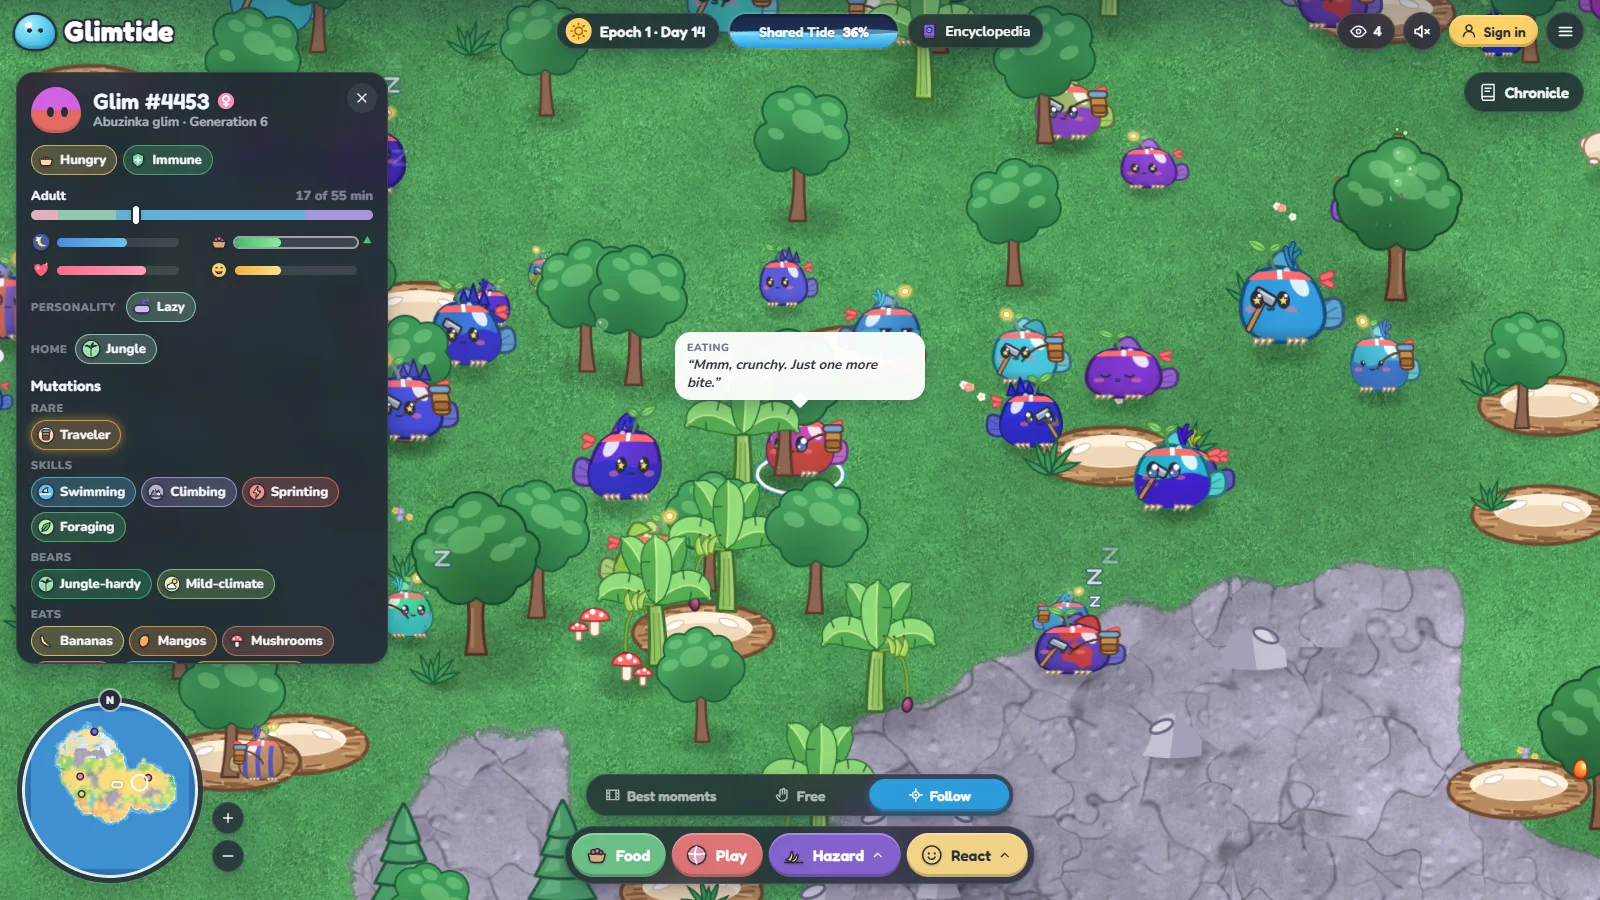 Glimtide
Epoch 1 · Day 14
Shared Tide 36%
Encyclopedia
4
Sign in
Chronicle
Glim #4453
Abuzinka glim · Generation 6
Hungry
Immune
Adult
17 of 55 min
PERSONALITY
Lazy
HOME
Jungle
Mutations
RARE
Traveler
SKILLS
Swimming
Climbing
Sprinting
Foraging
BEARS
Jungle-hardy
Mild-climate
EATS
Bananas
Mangos
Mushrooms
EATING
“Mmm, crunchy. Just one more
bite.”
Z
Z
Z
Z
Z
N
+
−
Best moments
Free
Follow
Food
Play
Hazard
React